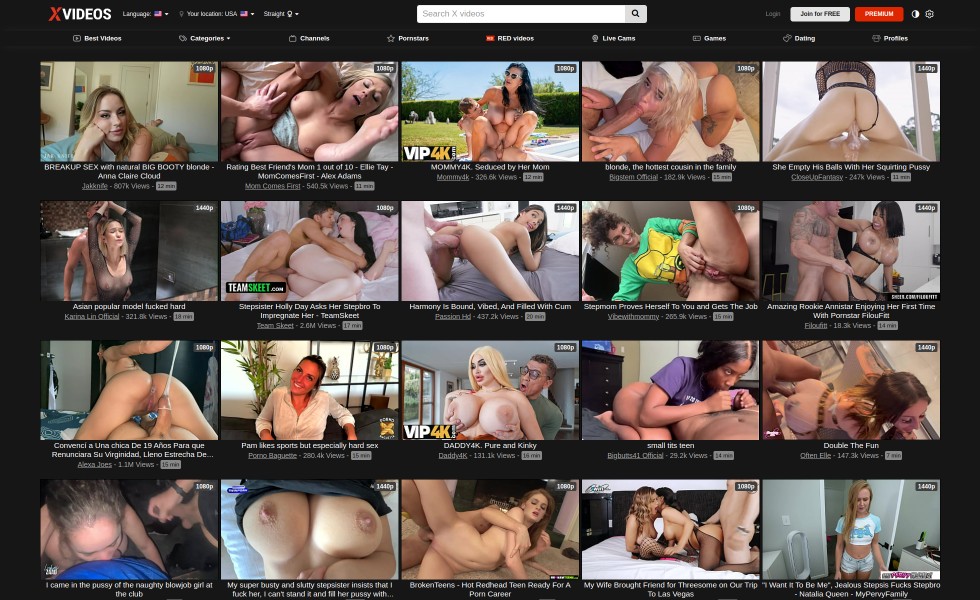 XVIDEOS
Language:
Your location: USA
Straight
Search X videos
Login
Join for FREE
PREMIUM
Best Videos
Categories
Channels
Pornstars
RED videos
Live Cams
Games
Dating
Profiles
1080p
1080p
1080p
1080p
1440p
VIP4K
BREAKUP SEX with natural BIG BOOTY blonde -
Anna Claire Cloud
Jakknife - 807k Views - 12 min
Rating Best Friend's Mom 1 out of 10 - Ellie Tay -
MomComesFirst - Alex Adams
Mom Comes First - 540.5k Views - 11 min
MOMMY4K. Seduced by Her Mom
Mommy4k - 326.6k Views - 12 min
blonde, the hottest cousin in the family
Bigstem Official - 182.9k Views - 15 min
She Empty His Balls With Her Squirting Pussy
CloseUpFantasy - 247k Views - 11 min
1440p
1080p
1440p
1080p
1440p
TEAMSKEET.COM
SHEER.COM/FILOUFITT
Asian popular model fucked hard
Karina Lin Official - 321.8k Views - 18 min
Stepsister Holly Day Asks Her Stepbro To
Impregnate Her - TeamSkeet
Team Skeet - 2.6M Views - 17 min
Harmony Is Bound, Vibed, And Filled With Cum
Passion Hd - 437.2k Views - 20 min
Stepmom Proves Herself To You and Gets The Job
Vibewithmommy - 265.9k Views - 15 min
Amazing Rookie Annistar Enjoying Her First Time
With Pornstar FilouFitt
Filoufitt - 18.3k Views - 14 min
1080p
1080p
1080p
1440p
VIP4K
Convencí a Una chica De 19 Años Para que
Renunciara Su Virginidad, Lleno Estrecha De...
Alexa Joes - 1.1M Views - 15 min
Pam likes sports but especially hard sex
Porno Baguette - 280.4k Views - 15 min
DADDY4K. Pure and Kinky
Daddy4k - 131.1k Views - 16 min
small tits teen
Bigbutts41 Official - 29.2k Views - 14 min
Double The Fun
Often Elle - 147.3k Views - 7 min
1080p
1440p
1080p
1080p
1440p
I came in the pussy of the naughty blowjob girl at
the club
My super busty and slutty stepsister insists that I
fuck her, I can't stand it and fill her pussy with...
BrokenTeens - Hot Redhead Teen Ready For A
Porn Career
My Wife Brought Friend for Threesome on Our Trip
To Las Vegas
"I Want It To Be Me", Jealous Stepsis Fucks Stepbro
- Natalia Queen - MyPervyFamily